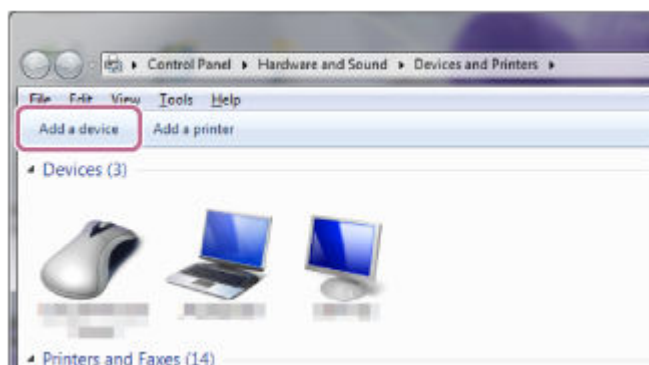 Control Panel ▸ Hardware and Sound ▸ Devices and Printers ▸
File Edit View Tools Help
Add a device Add a printer
Devices (3)
Printers and Faxes (14)